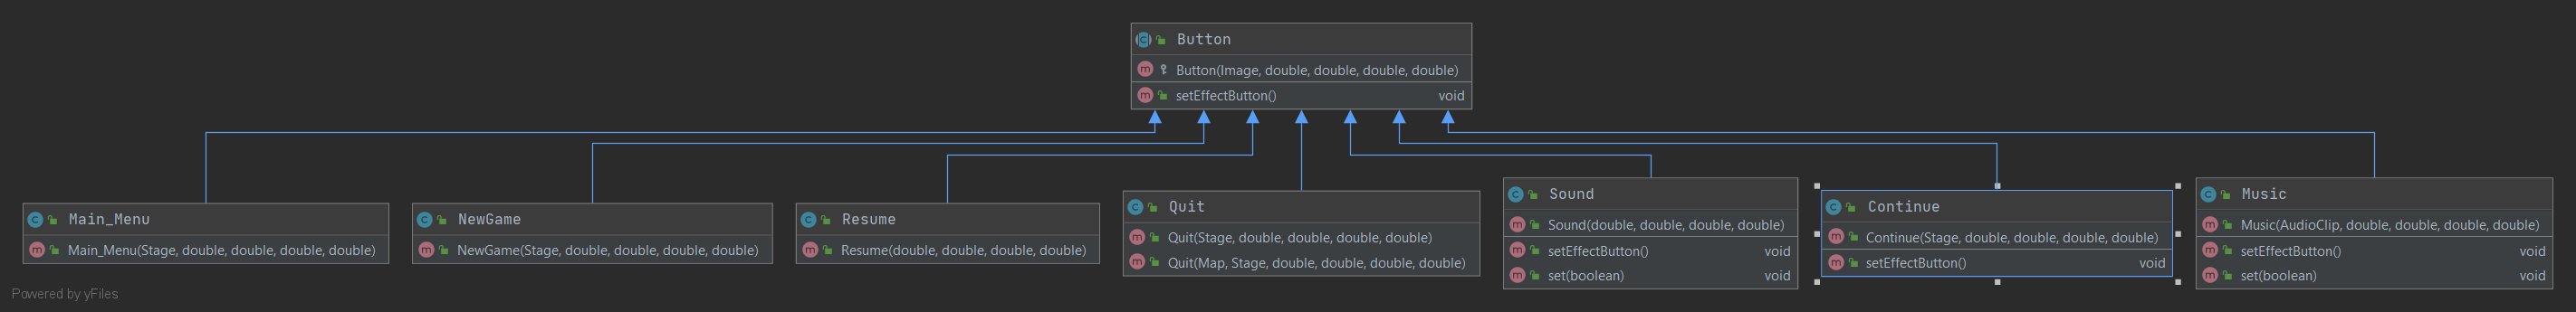 Button
Button(Image, double, double, double, double)
setEffectButton() void
Main_Menu
Main_Menu(Stage, double, double, double, double)
NewGame
NewGame(Stage, double, double, double, double)
Resume
Resume(double, double, double, double)
Quit
Quit(Stage, double, double, double, double)
Quit(Map, Stage, double, double, double, double)
Sound
Sound(double, double, double, double)
setEffectButton() void
set(boolean) void
Continue
Continue(Stage, double, double, double, double)
setEffectButton() void
Music
Music(AudioClip, double, double, double, double)
setEffectButton() void
set(boolean) void
Powered by yFiles